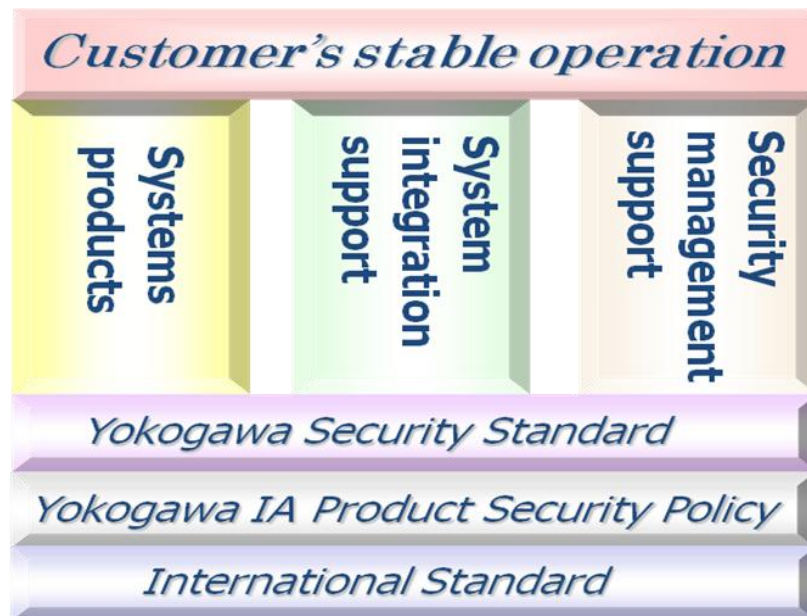 Customer's stable operation
Systems
products
System
integration
support
Security
management
support
Yokogawa Security Standard
Yokogawa IA Product Security Policy
International Standard